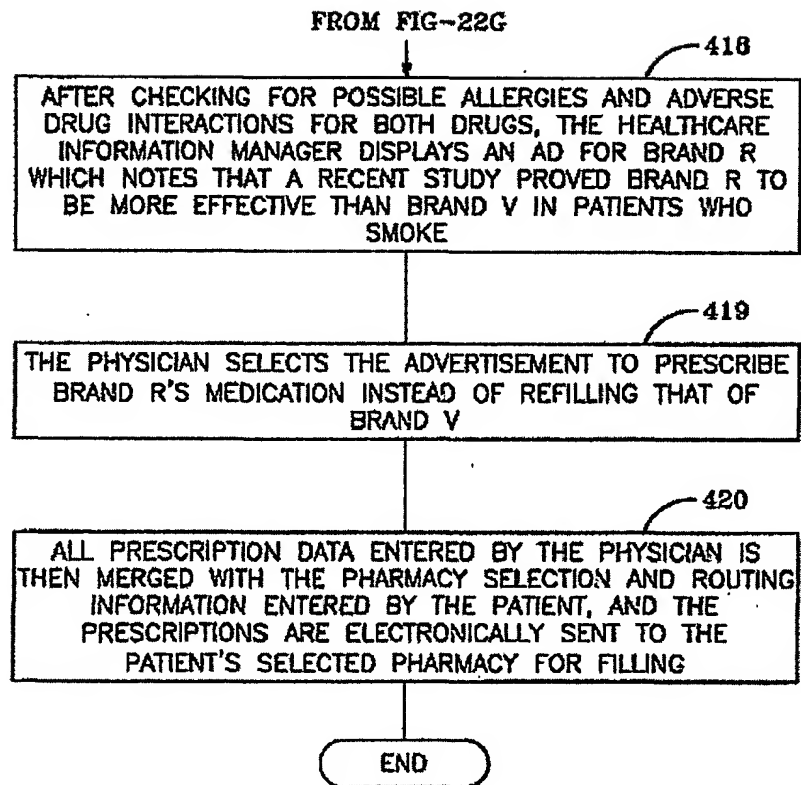 FROM FIG-22G
418
AFTER CHECKING FOR POSSIBLE ALLERGIES AND ADVERSE
DRUG INTERACTIONS FOR BOTH DRUGS, THE HEALTHCARE
INFORMATION MANAGER DISPLAYS AN AD FOR BRAND R
WHICH NOTES THAT A RECENT STUDY PROVED BRAND R TO
BE MORE EFFECTIVE THAN BRAND V IN PATIENTS WHO
SMOKE
419
THE PHYSICIAN SELECTS THE ADVERTISEMENT TO PRESCRIBE
BRAND R'S MEDICATION INSTEAD OF REFILLING THAT OF
BRAND V
420
ALL PRESCRIPTION DATA ENTERED BY THE PHYSICIAN IS
THEN MERGED WITH THE PHARMACY SELECTION AND ROUTING
INFORMATION ENTERED BY THE PATIENT, AND THE
PRESCRIPTIONS ARE ELECTRONICALLY SENT TO THE
PATIENT'S SELECTED PHARMACY FOR FILLING
END